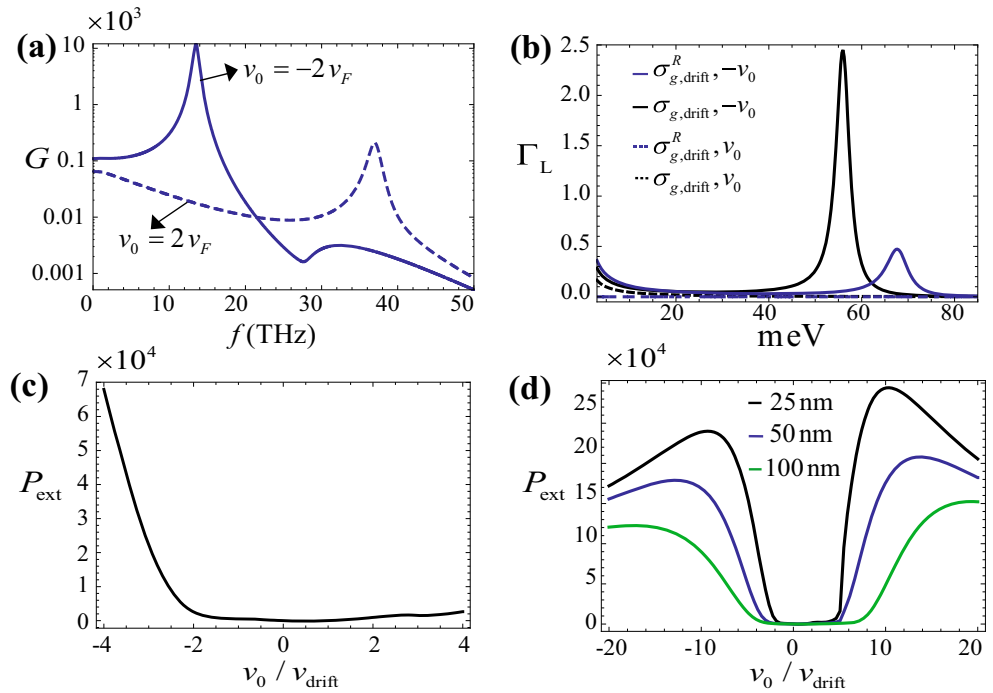 (a)
×10³
10
1
0.1
0.01
0.001
G
v₀ = −2v_F
v₀ = 2v_F
0 10 20 30 40 50
f (THz)
(b)
2.5
2.0
1.5
1.0
0.5
0.0
Γ_L
σ^R_{g,drift}, −v₀
σ_{g,drift}, −v₀
σ^R_{g,drift}, v₀
σ_{g,drift}, v₀
20 40 60 80
meV
(c)
×10⁴
7
6
5
4
3
2
1
0
P_ext
-4 -2 0 2 4
v₀ / v_drift
(d)
×10⁴
25
20
15
10
5
0
P_ext
25 nm
50 nm
100 nm
-20 -10 0 10 20
v₀ / v_drift